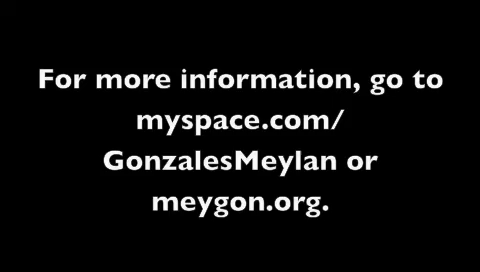 For more information, go to
myspace.com/
GonzalesMeylan or
meygon.org.